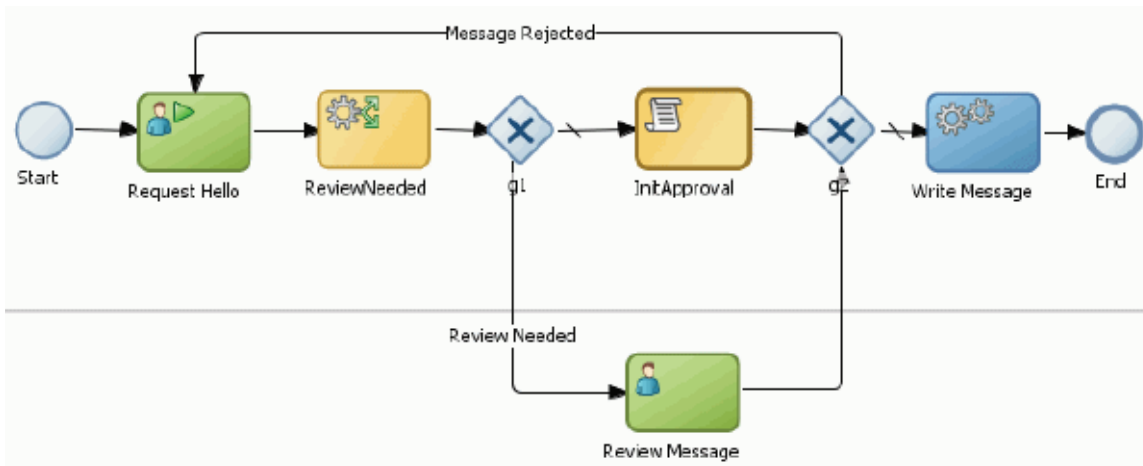 Message Rejected
Start
Request Hello
ReviewNeeded
g1
InitApproval
g2
Write Message
End
Review Needed
Review Message